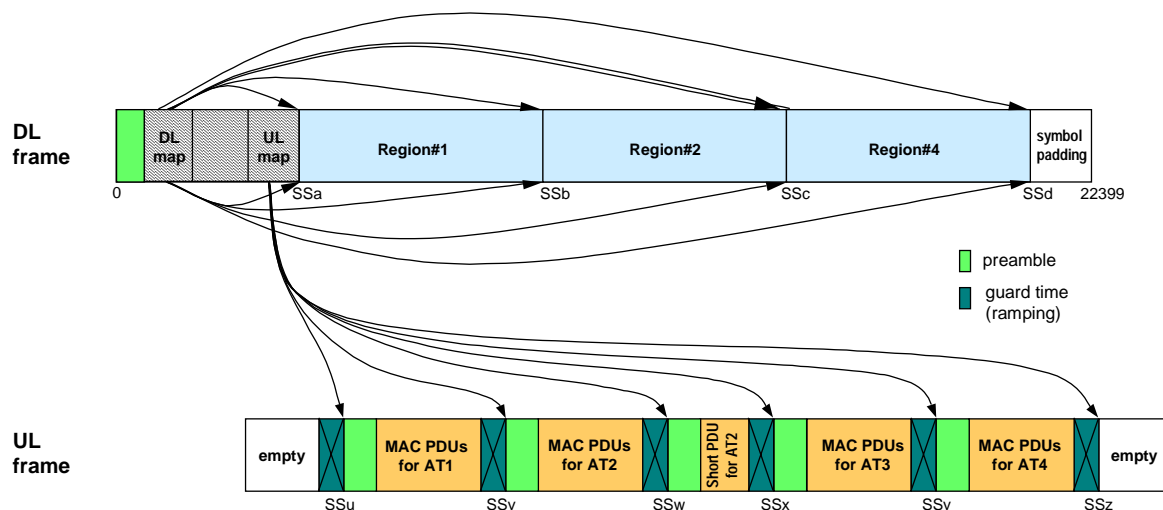 DL
frame
DL
map
UL
map
Region#1
Region#2
Region#4
symbol
padding
0
SSa
SSb
SSc
SSd
22399
preamble
guard time
(ramping)
UL
frame
empty
MAC PDUs
for AT1
MAC PDUs
for AT2
Short PDU
for AT2
MAC PDUs
for AT3
MAC PDUs
for AT4
empty
SSu
SSv
SSw
SSx
SSv
SSz